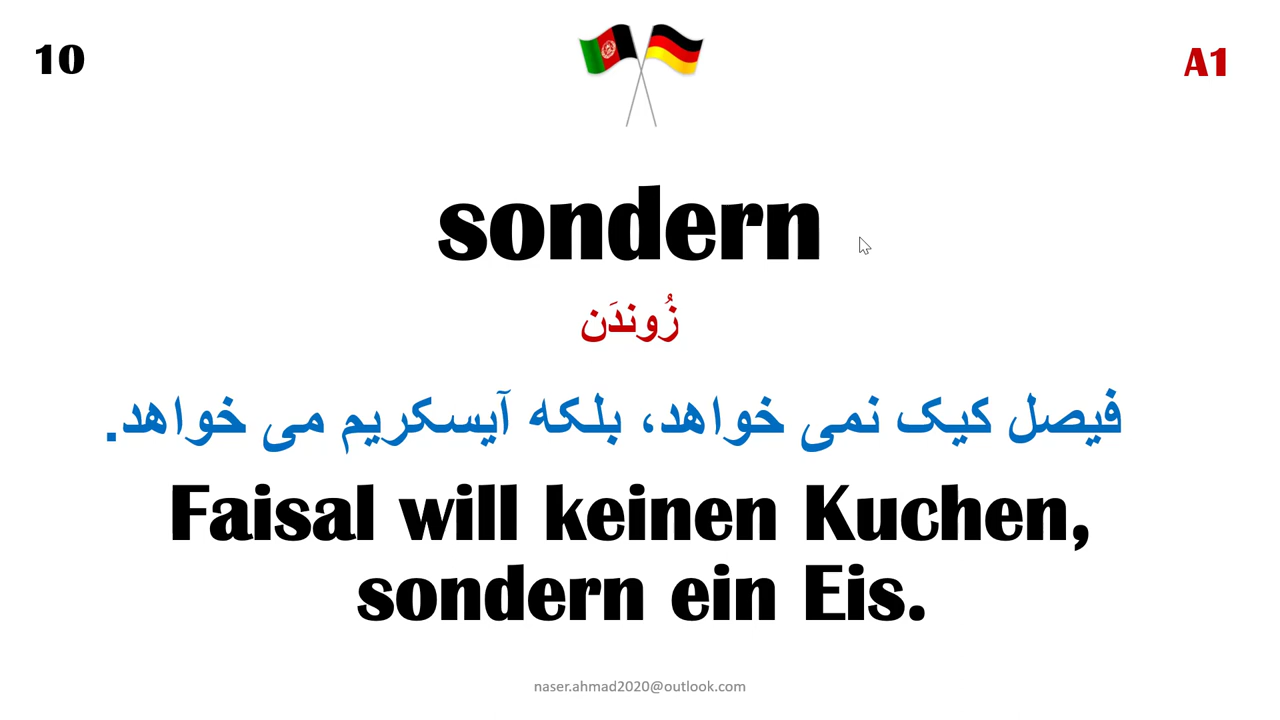 10
A1
sondern
زُوندَن
فیصل کیک نمی خواهد، بلکه آیسکریم می خواهد.
Faisal will keinen Kuchen,
sondern ein Eis.
naser.ahmad2020@outlook.com